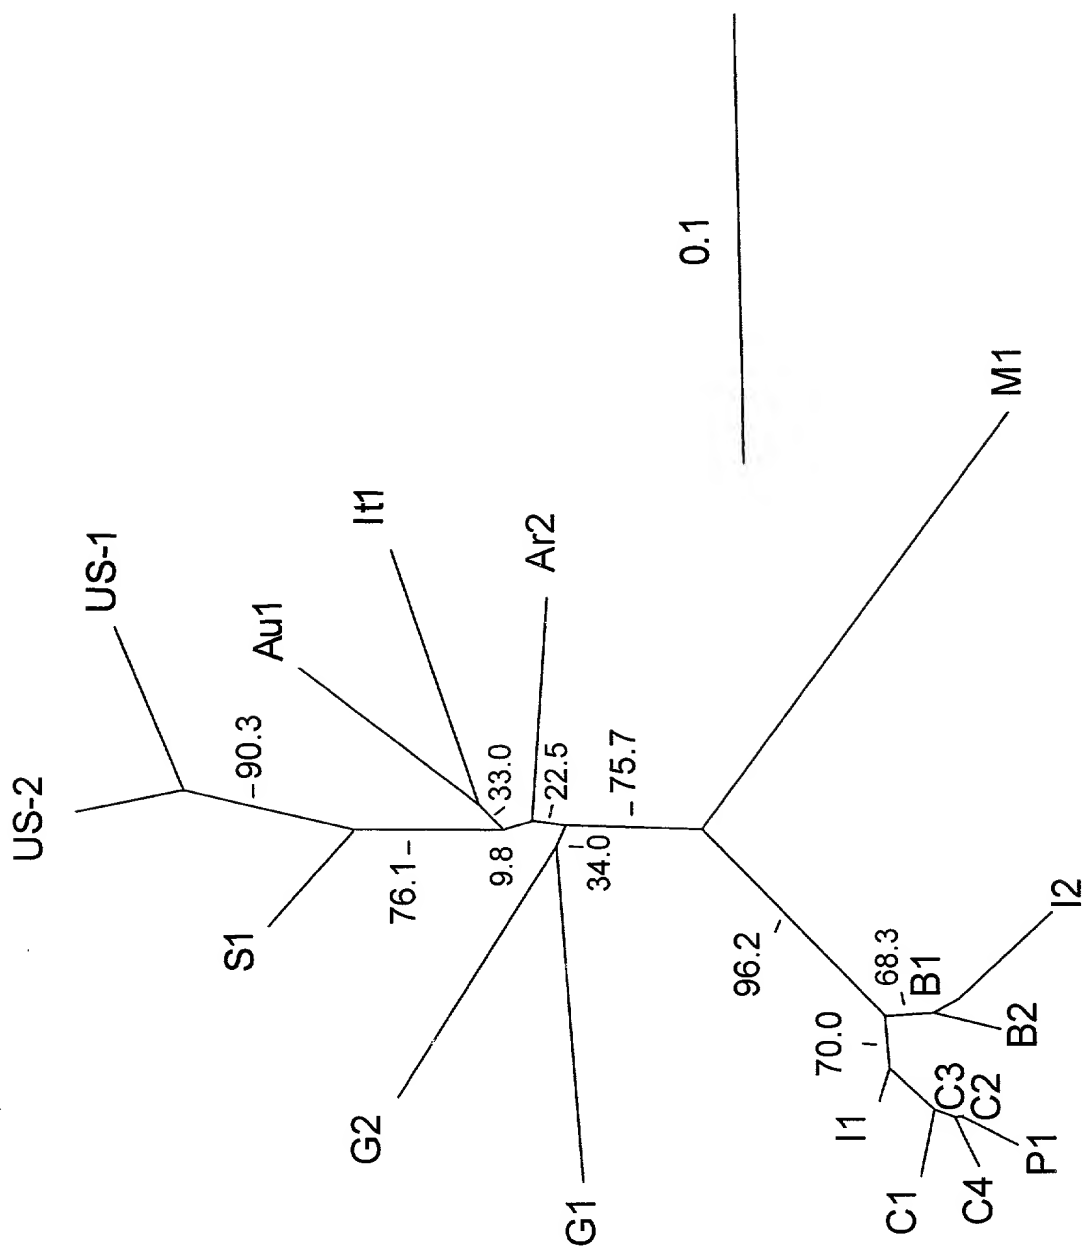 US-2
US-1
S1
90.3
Au1
It1
76.1
9.8
33.0
Ar2
22.5
34.0
75.7
G2
G1
0.1
M1
96.2
70.0
68.3
I1
B1
B2
I2
C1
C3
C2
C4
P1